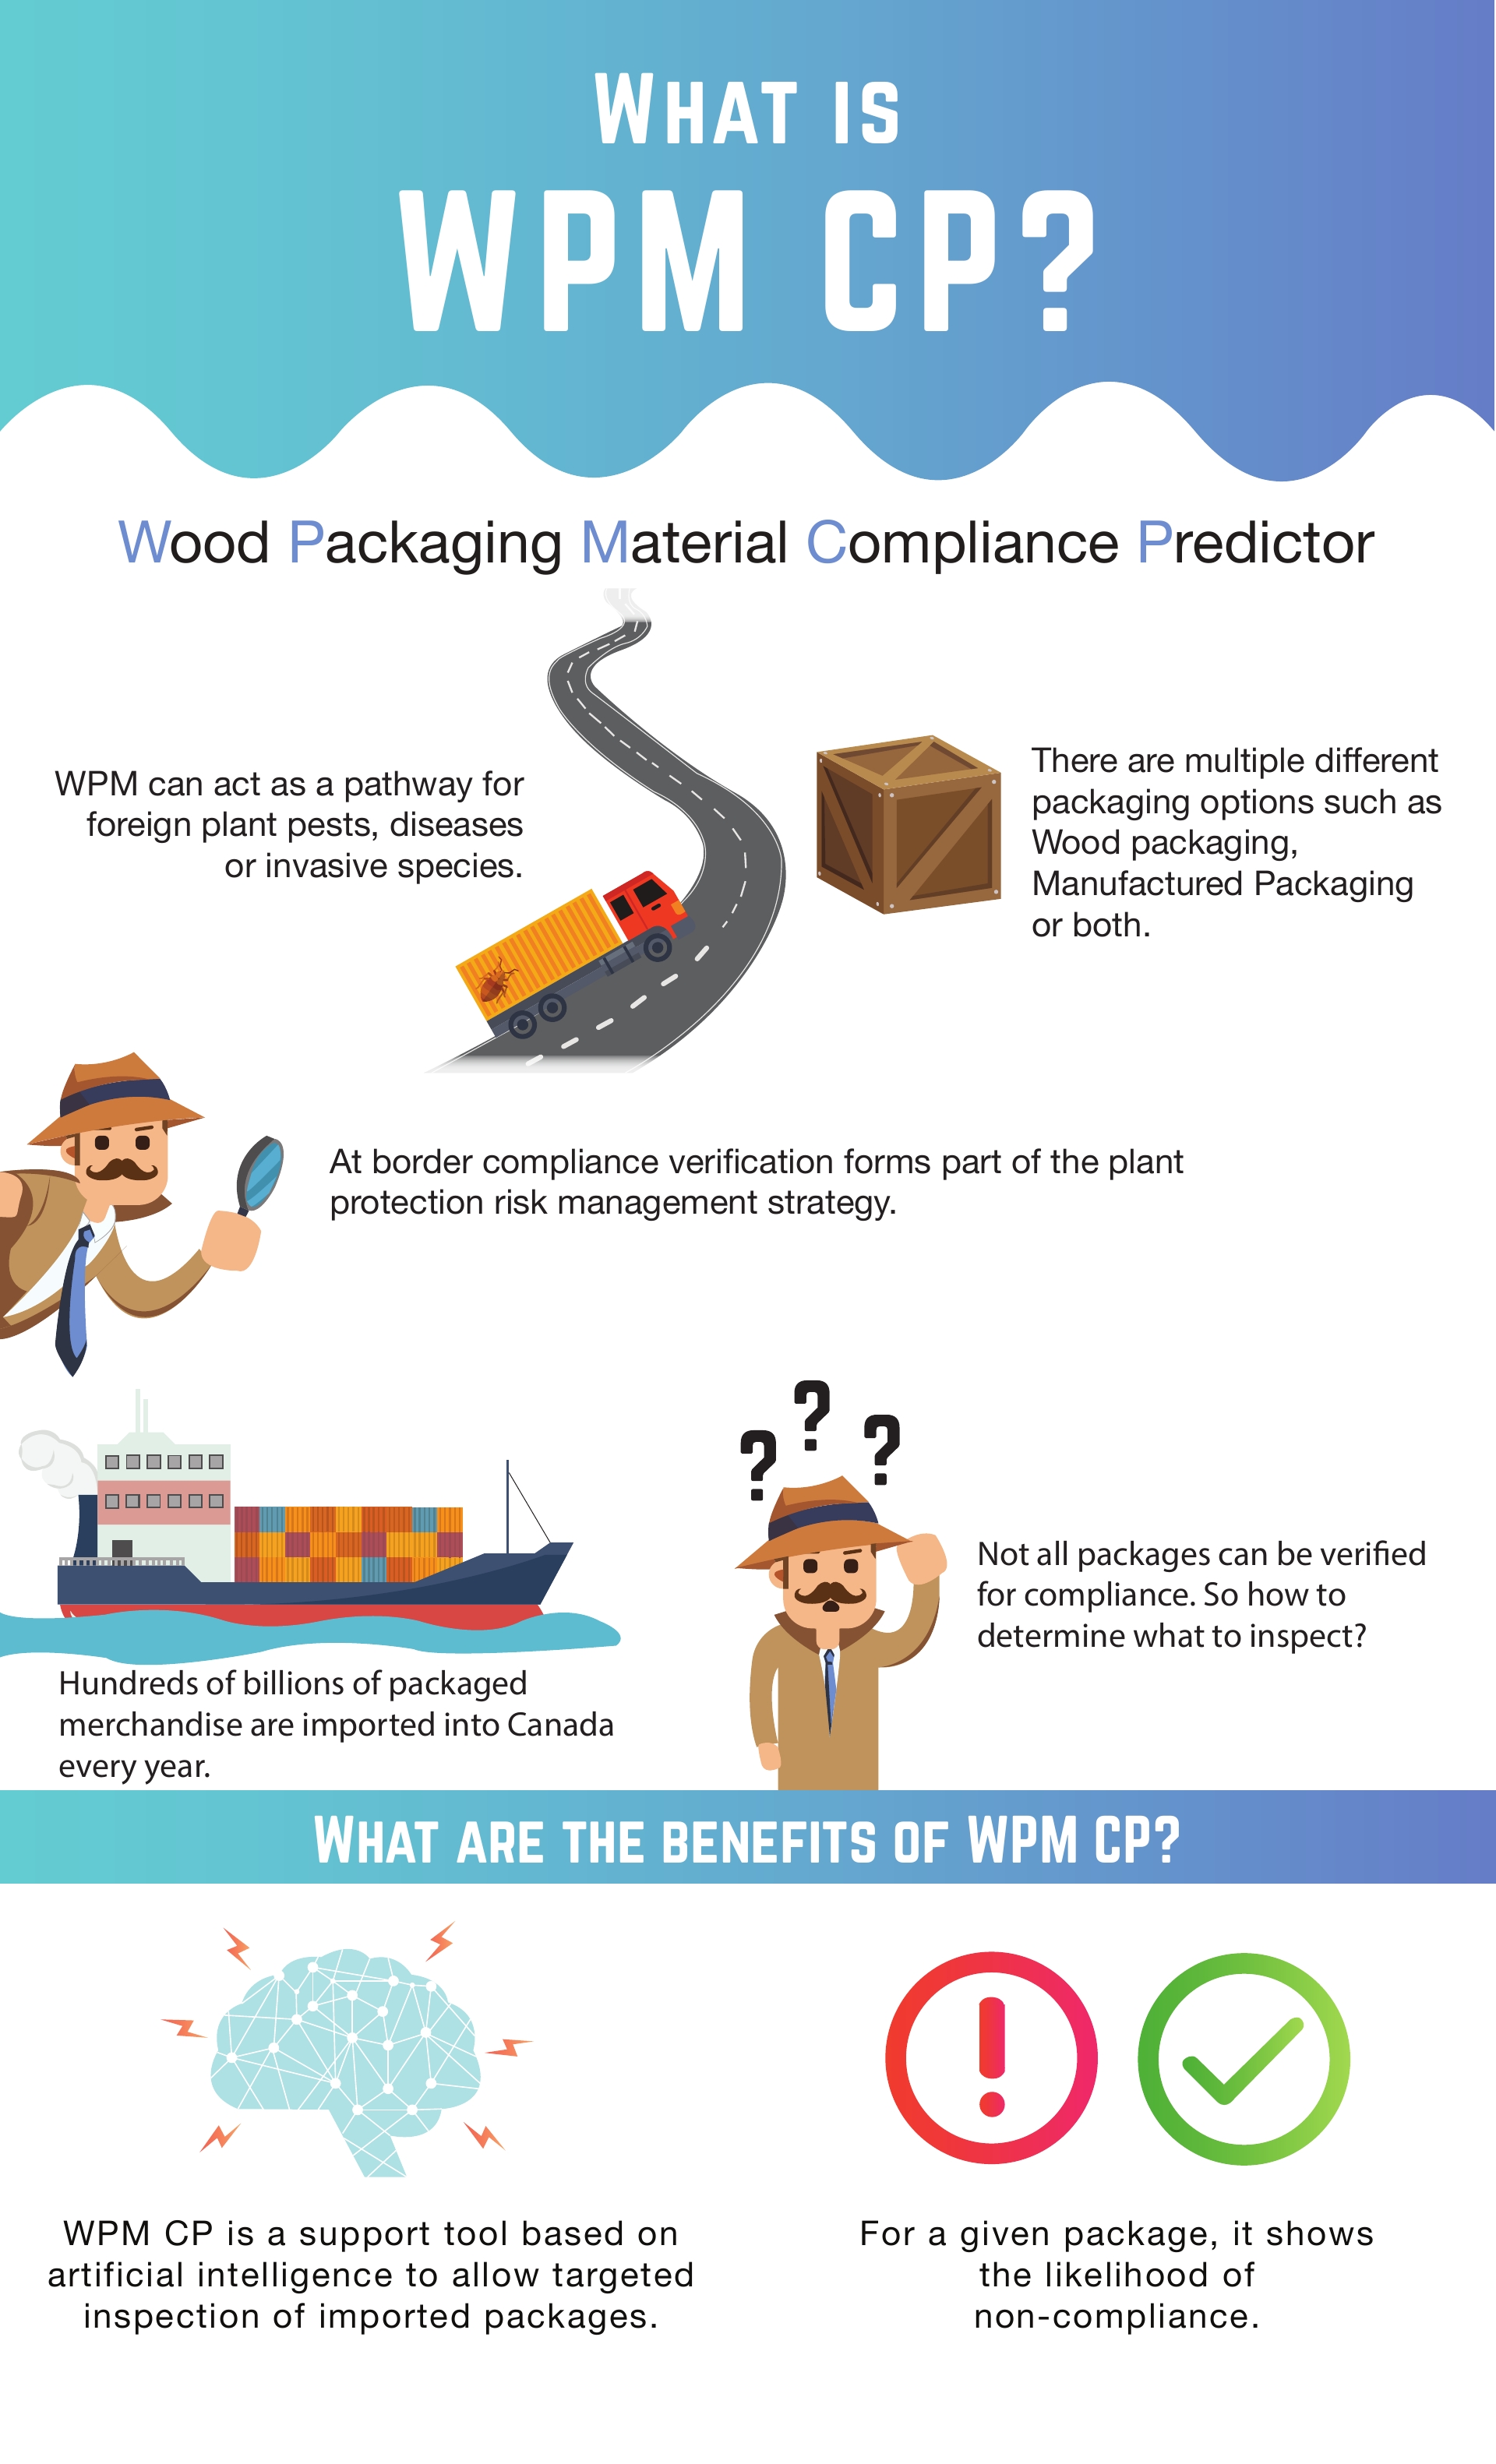 What is
WPM CP?
Wood Packaging Material Compliance Predictor
WPM can act as a pathway for
foreign plant pests, diseases
or invasive species.
There are multiple different
packaging options such as
Wood packaging,
Manufactured Packaging
or both.
At border compliance verification forms part of the plant
protection risk management strategy.
? ? ?
Hundreds of billions of packaged
merchandise are imported into Canada
every year.
Not all packages can be verified
for compliance. So how to
determine what to inspect?
What are the benefits of WPM CP?
WPM CP is a support tool based on
artificial intelligence to allow targeted
inspection of imported packages.
For a given package, it shows
the likelihood of
non-compliance.